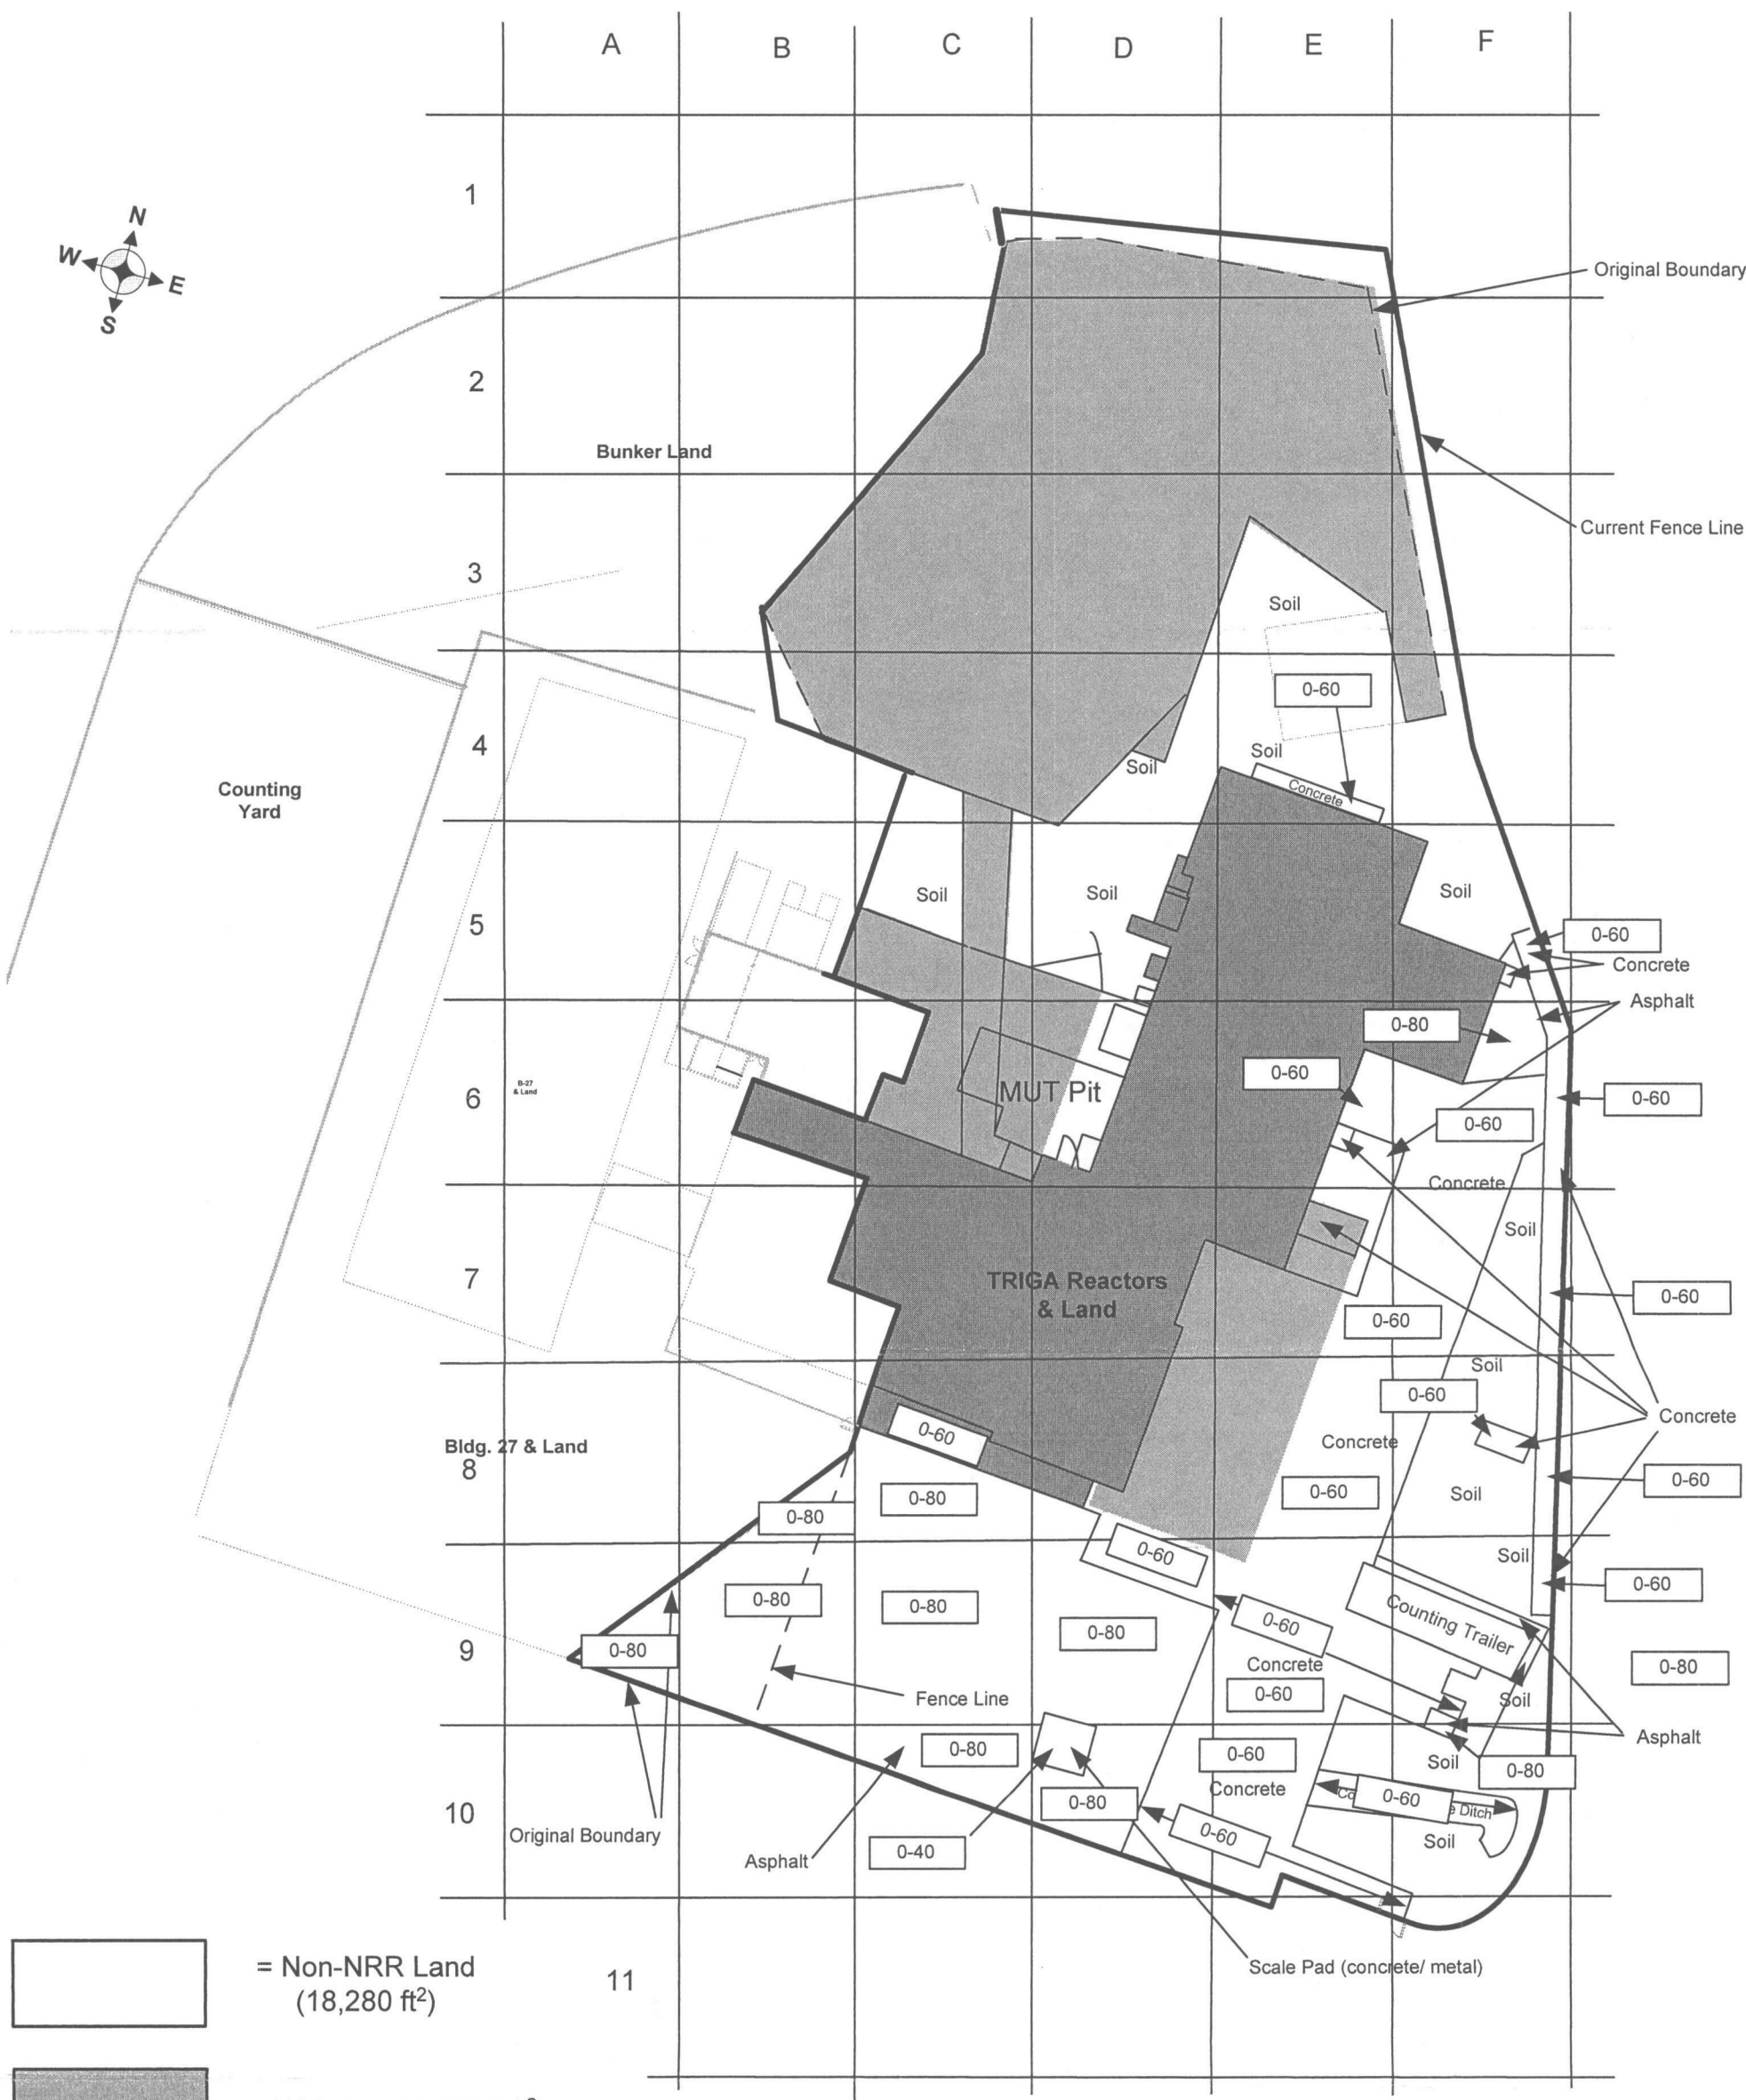 A B C D E F
1
N
W
E
S
Original Boundary
2
Bunker Land
Current Fence Line
3
Soil
0-60
4
Soil
Soil
Counting
Yard
Concrete
5
Soil
Soil
Soil
0-60
Concrete
Asphalt
0-80
0-60
6
B-27
& Land
MUT Pit
0-60
0-60
Concrete
Soil
7
TRIGA Reactors
& Land
0-60
0-60
Soil
0-60
Concrete
0-60
Concrete
Bldg. 27 & Land
8
0-80
0-60
Soil
0-60
0-80
0-60
Soil
0-60
0-80
0-80
0-60
Counting Trailer
9
0-80
0-80
Concrete
0-80
Fence Line
0-60
Soil
Asphalt
0-80
0-60
Soil
0-80
10
0-80
Concrete
0-60
Ditch
Original Boundary
0-60
Soil
Asphalt
0-40
Scale Pad (concrete/ metal)
= Non-NRR Land
(18,280 ft²)
11